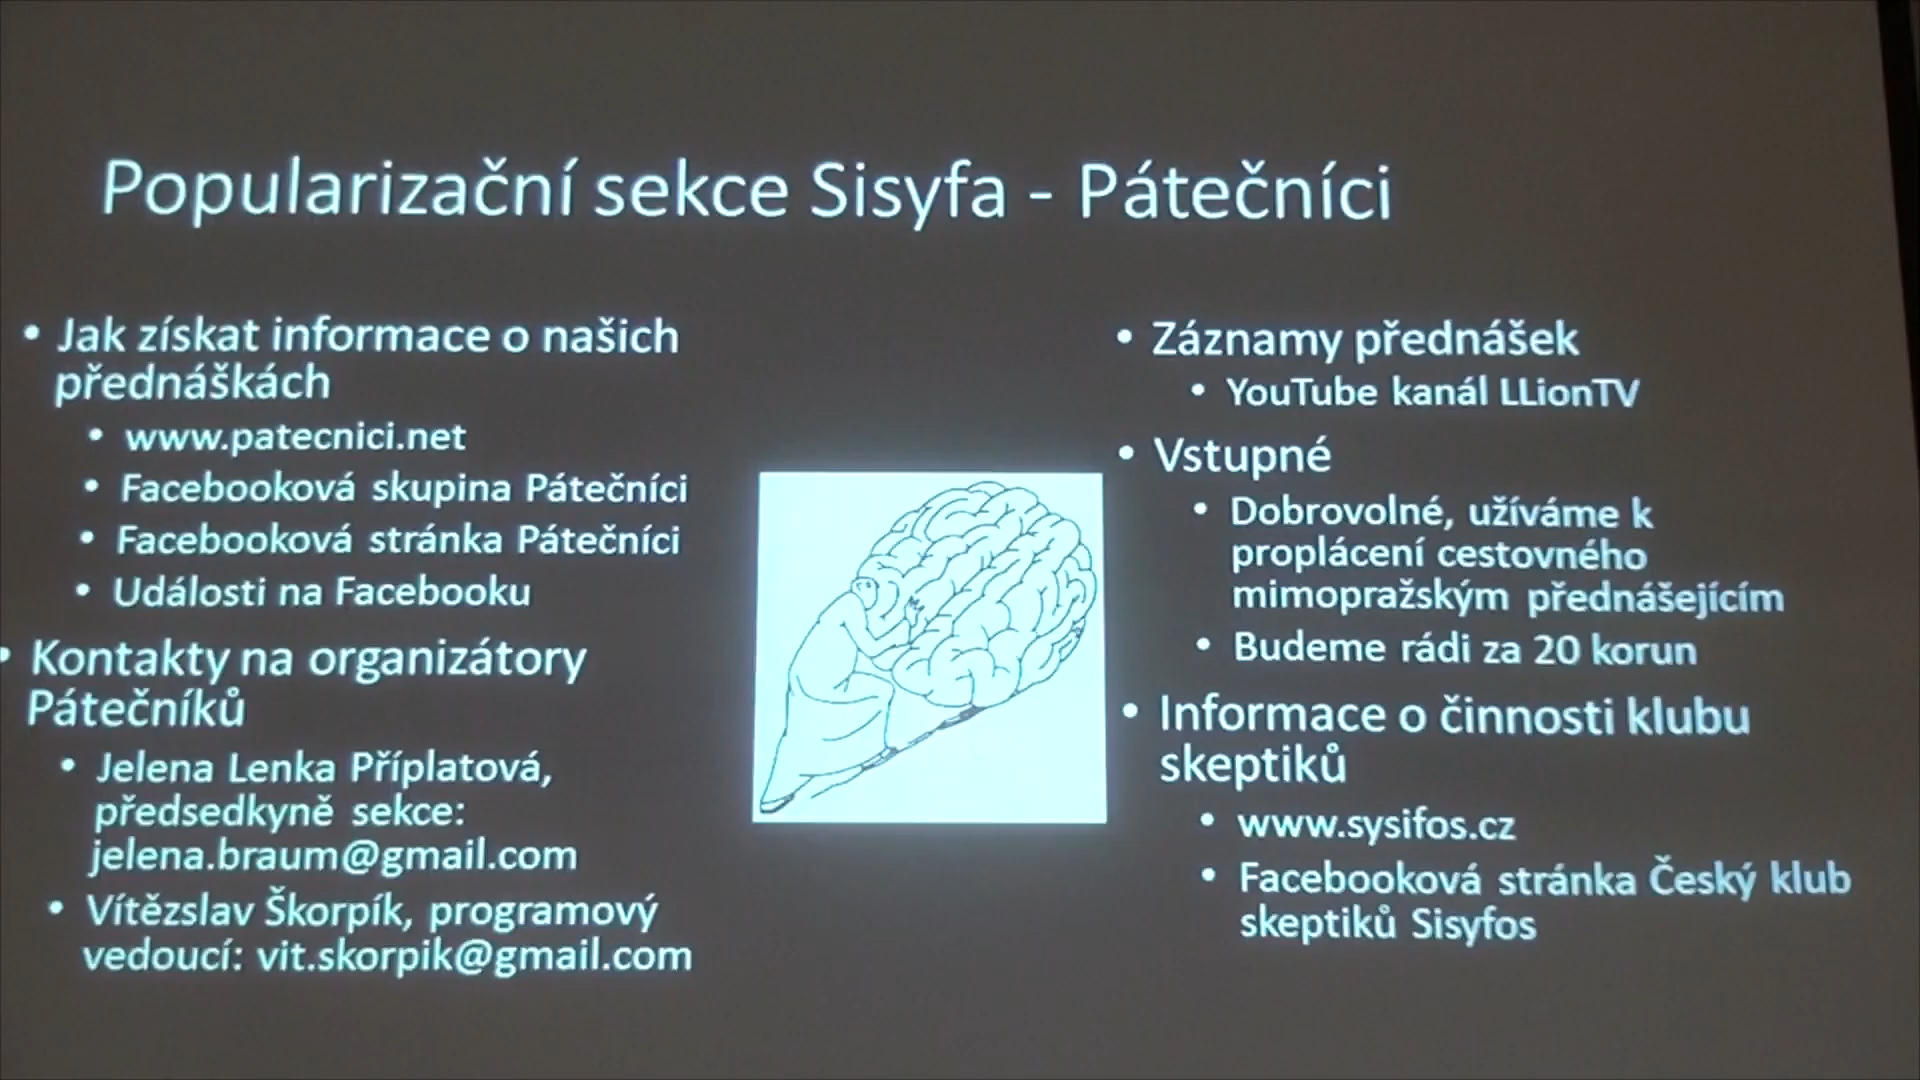 Popularizační sekce Sisyfa - Pátečníci
• Jak získat informace o našich
přednáškách
• www.patecnici.net
• Facebooková skupina Pátečníci
• Facebooková stránka Pátečníci
• Události na Facebooku
• Kontakty na organizátory
Pátečníků
• Jelena Lenka Příplatová,
předsedkyně sekce:
jelena.braum@gmail.com
• Vítězslav Škorpík, programový
vedoucí: vit.skorpik@gmail.com
• Záznamy přednášek
• YouTube kanál LLionTV
• Vstupné
• Dobrovolné, užíváme k
proplácení cestovného
mimopražským přednášejícím
• Budeme rádi za 20 korun
• Informace o činnosti klubu
skeptiků
• www.sysifos.cz
• Facebooková stránka Český klub
skeptiků Sisyfos